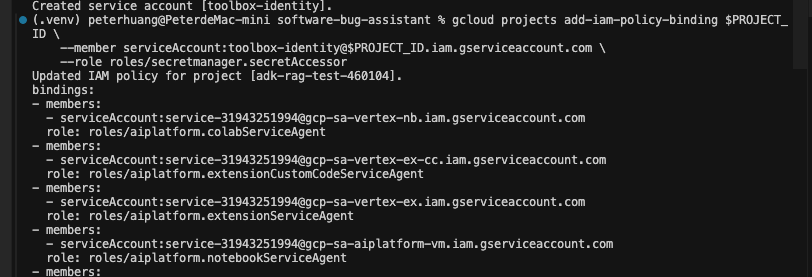 Created service account [toolbox-identity].
(.venv) peterhuang@PeterdeMac-mini software-bug-assistant % gcloud projects add-iam-policy-binding $PROJECT_
ID \
--member serviceAccount:toolbox-identity@$PROJECT_ID.iam.gserviceaccount.com \
--role roles/secretmanager.secretAccessor
Updated IAM policy for project [adk-rag-test-460104].
bindings:
- members:
- serviceAccount:service-31943251994@gcp-sa-vertex-nb.iam.gserviceaccount.com
role: roles/aiplatform.colabServiceAgent
- members:
- serviceAccount:service-31943251994@gcp-sa-vertex-ex-cc.iam.gserviceaccount.com
role: roles/aiplatform.extensionCustomCodeServiceAgent
- members:
- serviceAccount:service-31943251994@gcp-sa-vertex-ex.iam.gserviceaccount.com
role: roles/aiplatform.extensionServiceAgent
- members:
- serviceAccount:service-31943251994@gcp-sa-aiplatform-vm.iam.gserviceaccount.com
role: roles/aiplatform.notebookServiceAgent
- members: